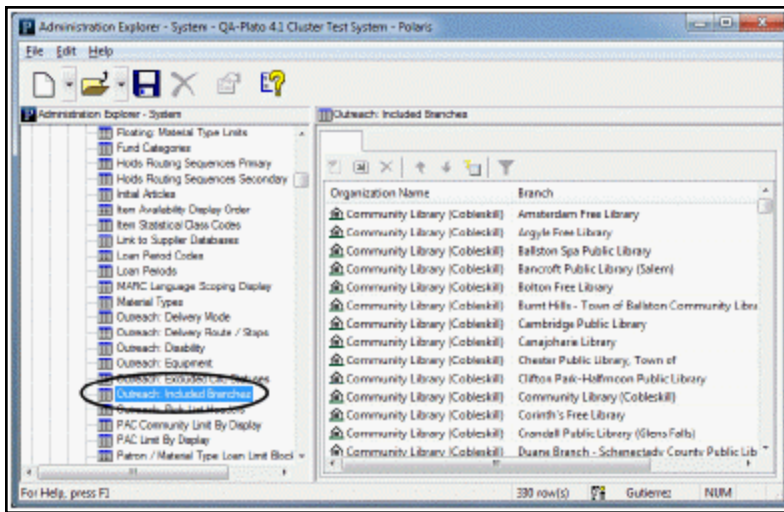 Administration Explorer - System - QA-Plato 4.1 Cluster Test System - Polaris
File Edit Help
Administration Explorer - System
Floating: Material Type Limits
Fund Categories
Holds Routing Sequences Primary
Holds Routing Sequences Secondary
Initial Articles
Item Availability Display Order
Item Statistical Class Codes
Link to Supplier Databases
Loan Period Codes
Loan Periods
MARC Language Scoping Display
Material Types
Outreach: Delivery Mode
Outreach: Delivery Route / Stops
Outreach: Disability
Outreach: Equipment
Outreach: Excluded Circ Statuses
Outreach: Included Branches
Outreach: Pick List Headers
PAC Community Limit By Display
PAC Limit By Display
Patron / Material Type Loan Limit Block
Outreach: Included Branches
Organization Name Branch
Community Library (Cobleskill) Amsterdam Free Library
Community Library (Cobleskill) Argyle Free Library
Community Library (Cobleskill) Ballston Spa Public Library
Community Library (Cobleskill) Bancroft Public Library (Salem)
Community Library (Cobleskill) Bolton Free Library
Community Library (Cobleskill) Burnt Hills - Town of Ballston Community Libra
Community Library (Cobleskill) Cambridge Public Library
Community Library (Cobleskill) Canajoharie Library
Community Library (Cobleskill) Chester Public Library, Town of
Community Library (Cobleskill) Clifton Park-Halfmoon Public Library
Community Library (Cobleskill) Community Library (Cobleskill)
Community Library (Cobleskill) Corinth's Free Library
Community Library (Cobleskill) Crandall Public Library (Glens Falls)
Community Library (Cobleskill) Duane Branch - Schenectady County Public Lib
For Help, press F1
330 row(s) Gutierrez NUM